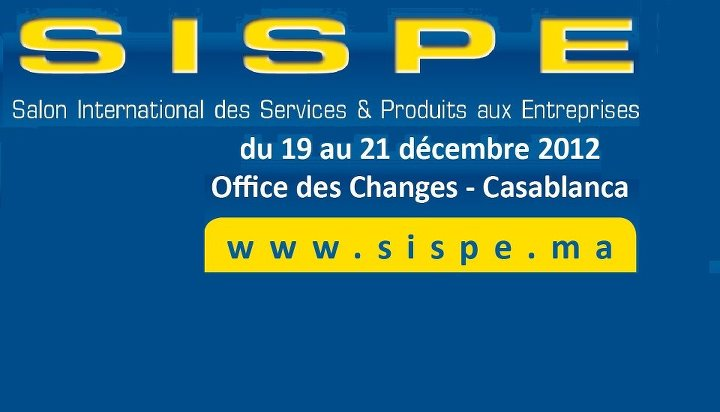 SISPE
Salon International des Services & Produits aux Entreprises
du 19 au 21 décembre 2012
Office des Changes - Casablanca
www.sispe.ma